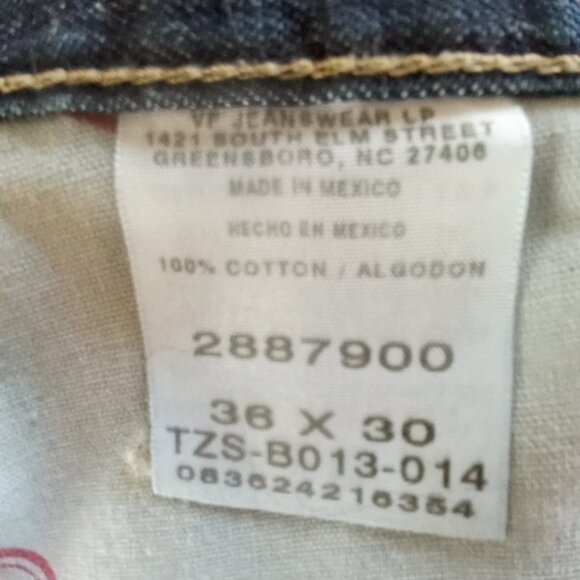 VF JEANSWEAR LP
1421 SOUTH ELM STREET
GREENSBORO, NC 27406
MADE IN MEXICO
HECHO EN MEXICO
100% COTTON / ALGODON
2887900
36 X 30
TZS-B013-014
083624216354